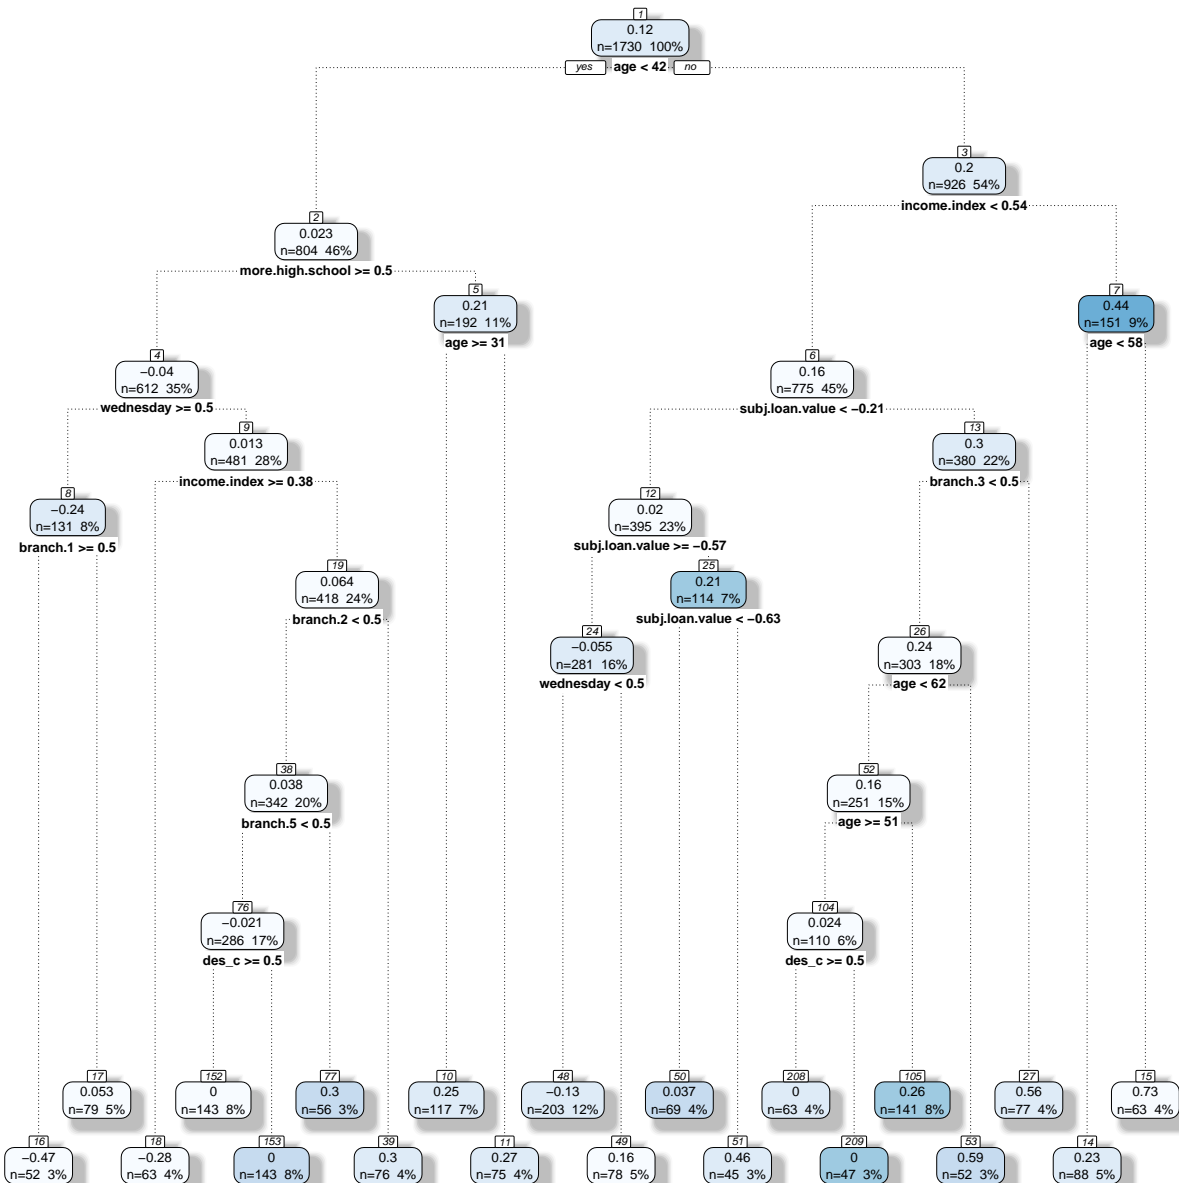 1
0.12
n=1730 100%
yes age < 42 no
3
0.2
n=926 54%
income.index < 0.54
2
0.023
n=804 46%
more.high.school >= 0.5
5
0.21
n=192 11%
age >= 31
7
0.44
n=151 9%
age < 58
4
−0.04
n=612 35%
wednesday >= 0.5
6
0.16
n=775 45%
subj.loan.value < −0.21
9
0.013
n=481 28%
income.index >= 0.38
13
0.3
n=380 22%
branch.3 < 0.5
8
−0.24
n=131 8%
branch.1 >= 0.5
12
0.02
n=395 23%
subj.loan.value >= −0.57
19
0.064
n=418 24%
branch.2 < 0.5
25
0.21
n=114 7%
subj.loan.value < −0.63
24
−0.055
n=281 16%
wednesday < 0.5
26
0.24
n=303 18%
age < 62
38
0.038
n=342 20%
branch.5 < 0.5
52
0.16
n=251 15%
age >= 51
76
−0.021
n=286 17%
des_c >= 0.5
104
0.024
n=110 6%
des_c >= 0.5
17
0.053
n=79 5%
152
0
n=143 8%
77
0.3
n=56 3%
10
0.25
n=117 7%
48
−0.13
n=203 12%
50
0.037
n=69 4%
208
0
n=63 4%
105
0.26
n=141 8%
27
0.56
n=77 4%
15
0.73
n=63 4%
16
−0.47
n=52 3%
18
−0.28
n=63 4%
153
0
n=143 8%
39
0.3
n=76 4%
11
0.27
n=75 4%
49
0.16
n=78 5%
51
0.46
n=45 3%
209
0
n=47 3%
53
0.59
n=52 3%
14
0.23
n=88 5%